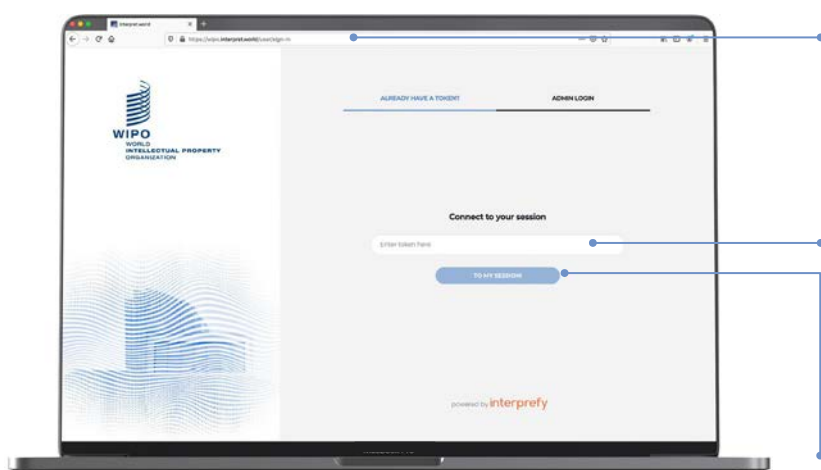 interpret.world
https://wipo.interpret.world/user/sign-in
ALREADY HAVE A TOKEN?
ADMIN LOGIN
WIPO
WORLD
INTELLECTUAL PROPERTY
ORGANIZATION
Connect to your session
Enter token here
TO MY SESSION
powered by interprefy